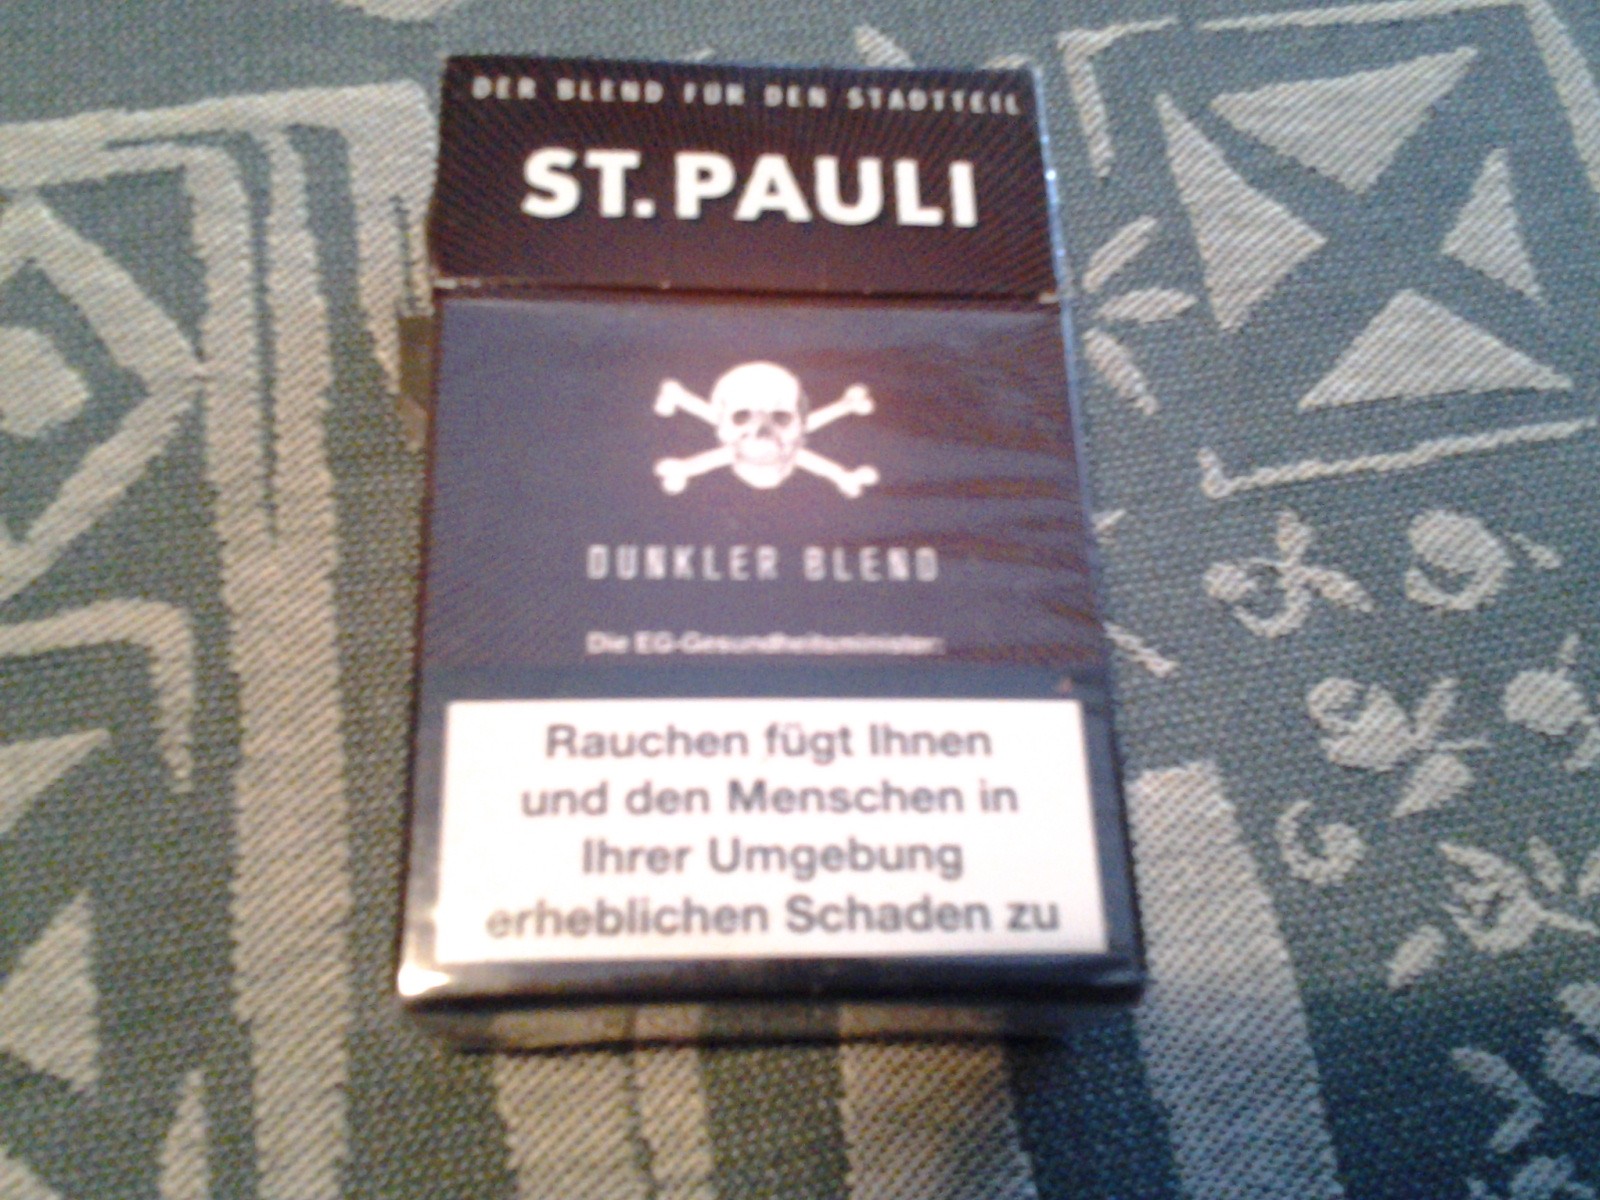 DER BLEND FÜR DEN STADTTEIL
ST. PAULI
DUNKLER BLEND
Die EG-Gesundheitsminister:
Rauchen fügt Ihnen
und den Menschen in
Ihrer Umgebung
erheblichen Schaden zu